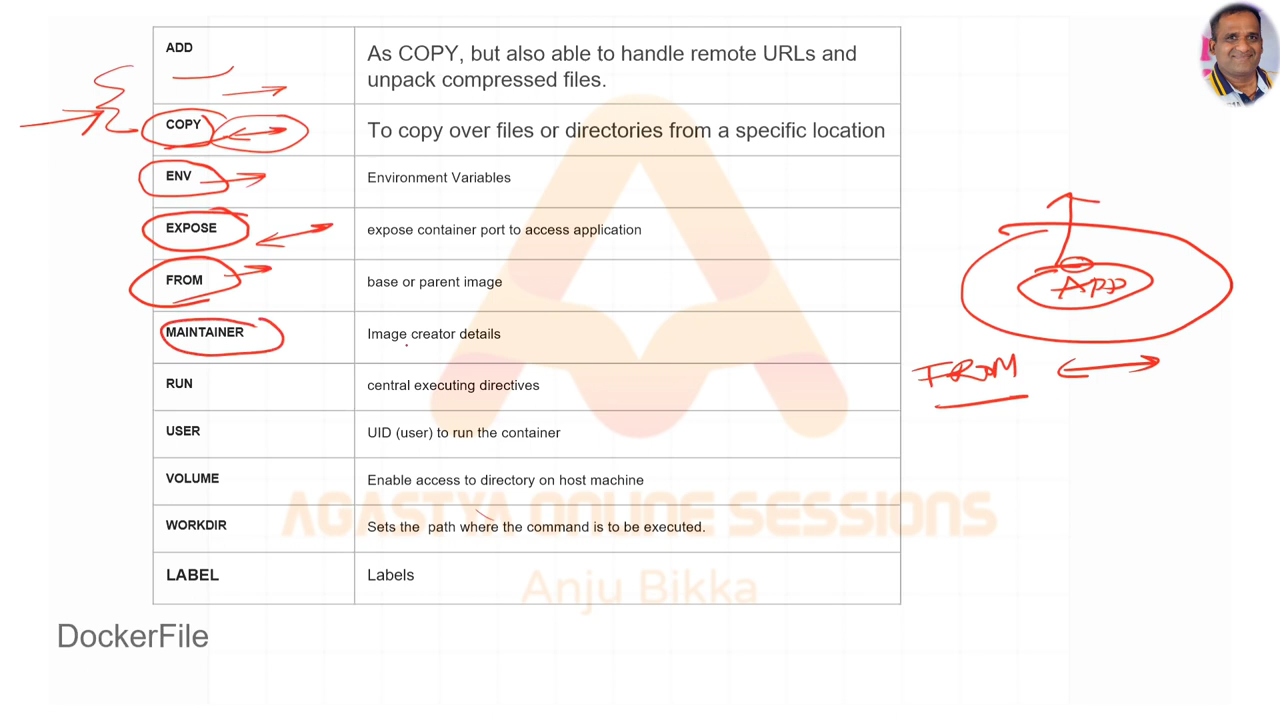 ADD
As COPY, but also able to handle remote URLs and
unpack compressed files.
COPY
To copy over files or directories from a specific location
ENV
Environment Variables
EXPOSE
expose container port to access application
FROM
base or parent image
MAINTAINER
Image creator details
RUN
central executing directives
USER
UID (user) to run the container
VOLUME
Enable access to directory on host machine
WORKDIR
Sets the  path where the command is to be executed.
LABEL
Labels
APP
FROM
AGASTYA ONLINE SESSIONS
Anju Bikka
DockerFile